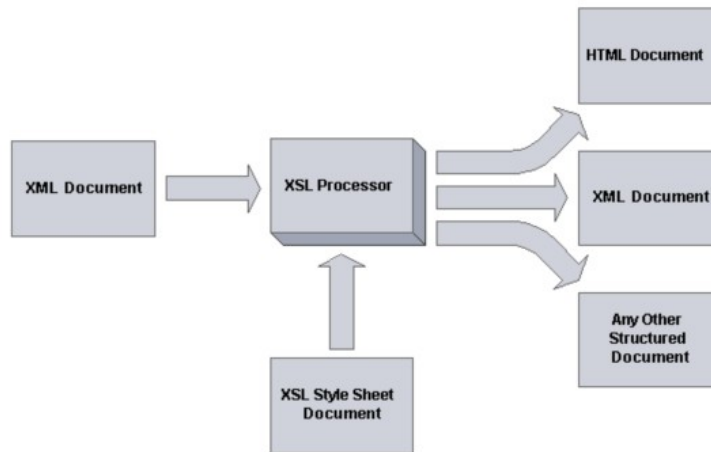 HTML Document
XML Document
XSL Processor
XML Document
Any Other
Structured
Document
XSL Style Sheet
Document